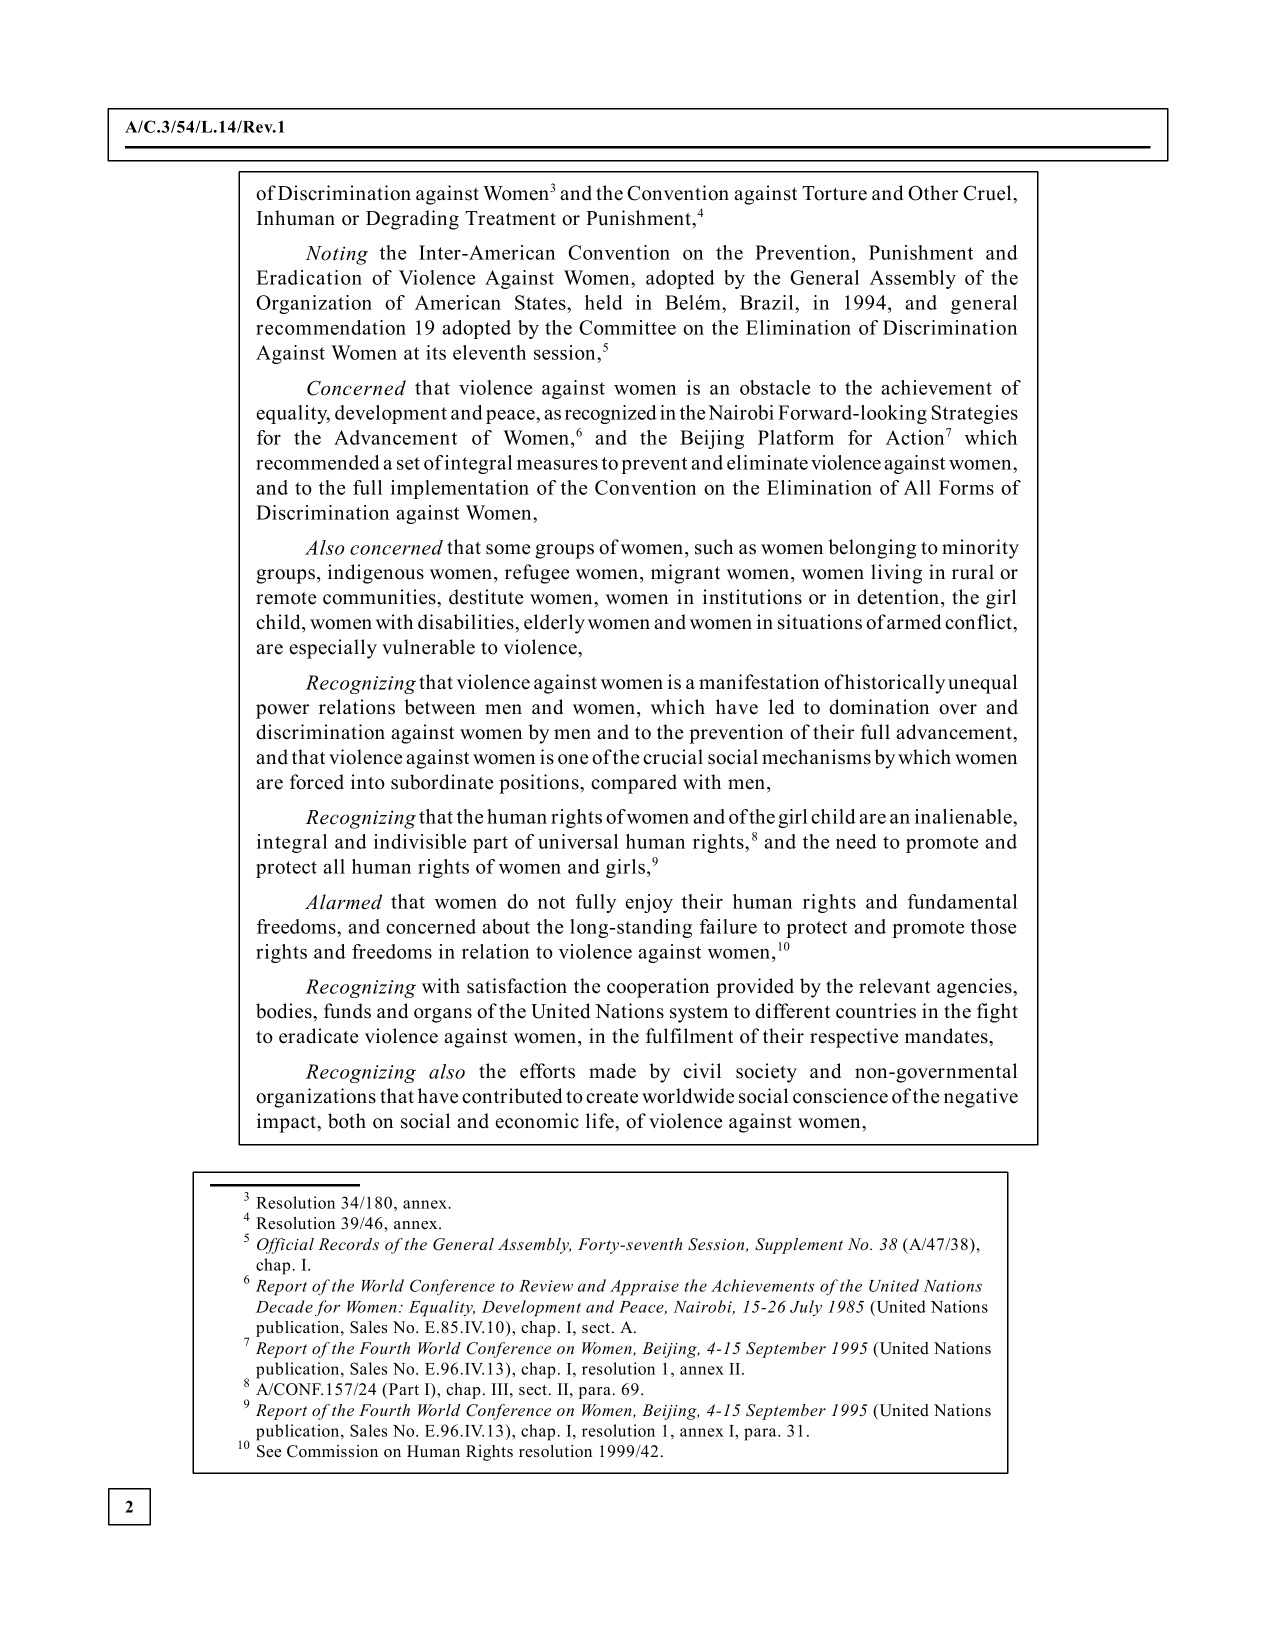 A/C.3/54/L.14/Rev.1
of Discrimination against Women3 and the Convention against Torture and Other Cruel,
Inhuman or Degrading Treatment or Punishment,4
Noting the Inter-American Convention on the Prevention, Punishment and
Eradication of Violence Against Women, adopted by the General Assembly of the
Organization of American States, held in Belém, Brazil, in 1994, and general
recommendation 19 adopted by the Committee on the Elimination of Discrimination
Against Women at its eleventh session,5
Concerned that violence against women is an obstacle to the achievement of
equality, development and peace, as recognized in the Nairobi Forward-looking Strategies
for the Advancement of Women,6 and the Beijing Platform for Action7 which
recommended a set of integral measures to prevent and eliminate violence against women,
and to the full implementation of the Convention on the Elimination of All Forms of
Discrimination against Women,
Also concerned that some groups of women, such as women belonging to minority
groups, indigenous women, refugee women, migrant women, women living in rural or
remote communities, destitute women, women in institutions or in detention, the girl
child, women with disabilities, elderly women and women in situations of armed conflict,
are especially vulnerable to violence,
Recognizing that violence against women is a manifestation of historically unequal
power relations between men and women, which have led to domination over and
discrimination against women by men and to the prevention of their full advancement,
and that violence against women is one of the crucial social mechanisms by which women
are forced into subordinate positions, compared with men,
Recognizing that the human rights of women and of the girl child are an inalienable,
integral and indivisible part of universal human rights,8 and the need to promote and
protect all human rights of women and girls,9
Alarmed that women do not fully enjoy their human rights and fundamental
freedoms, and concerned about the long-standing failure to protect and promote those
rights and freedoms in relation to violence against women,10
Recognizing with satisfaction the cooperation provided by the relevant agencies,
bodies, funds and organs of the United Nations system to different countries in the fight
to eradicate violence against women, in the fulfilment of their respective mandates,
Recognizing also the efforts made by civil society and non-governmental
organizations that have contributed to create worldwide social conscience of the negative
impact, both on social and economic life, of violence against women,
3 Resolution 34/180, annex.
4 Resolution 39/46, annex.
5 Official Records of the General Assembly, Forty-seventh Session, Supplement No. 38 (A/47/38),
chap. I.
6 Report of the World Conference to Review and Appraise the Achievements of the United Nations
Decade for Women: Equality, Development and Peace, Nairobi, 15-26 July 1985 (United Nations
publication, Sales No. E.85.IV.10), chap. I, sect. A.
7 Report of the Fourth World Conference on Women, Beijing, 4-15 September 1995 (United Nations
publication, Sales No. E.96.IV.13), chap. I, resolution 1, annex II.
8 A/CONF.157/24 (Part I), chap. III, sect. II, para. 69.
9 Report of the Fourth World Conference on Women, Beijing, 4-15 September 1995 (United Nations
publication, Sales No. E.96.IV.13), chap. I, resolution 1, annex I, para. 31.
10 See Commission on Human Rights resolution 1999/42.
2